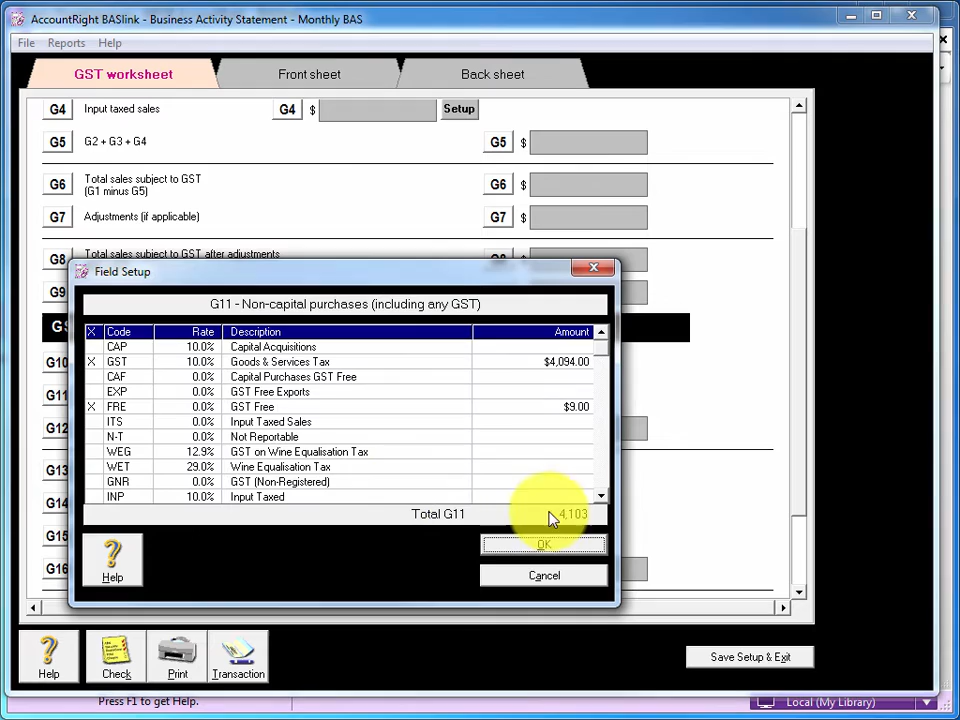 AccountRight BASlink - Business Activity Statement - Monthly BAS
File Reports Help
GST worksheet Front sheet Back sheet
G4 Input taxed sales G4 $ Setup
G5 G2 + G3 + G4 G5 $
G6 Total sales subject to GST
(G1 minus G5) G6 $
G7 Adjustments (if applicable) G7 $
G8 Total sales subject to GST after adjustments
G9
G10
G11
G12
G13
G14
G15
G16
Field Setup
G11 - Non-capital purchases (including any GST)
X Code Rate Description Amount
CAP 10.0% Capital Acquisitions
X GST 10.0% Goods & Services Tax $4,094.00
CAF 0.0% Capital Purchases GST Free
EXP 0.0% GST Free Exports
X FRE 0.0% GST Free $9.00
ITS 0.0% Input Taxed Sales
N-T 0.0% Not Reportable
WEG 12.9% GST on Wine Equalisation Tax
WET 29.0% Wine Equalisation Tax
GNR 0.0% GST (Non-Registered)
INP 10.0% Input Taxed
Total G11 4,103
Help
OK
Cancel
Help Check Print Transaction Save Setup & Exit
Press F1 to get Help. Local (My Library)